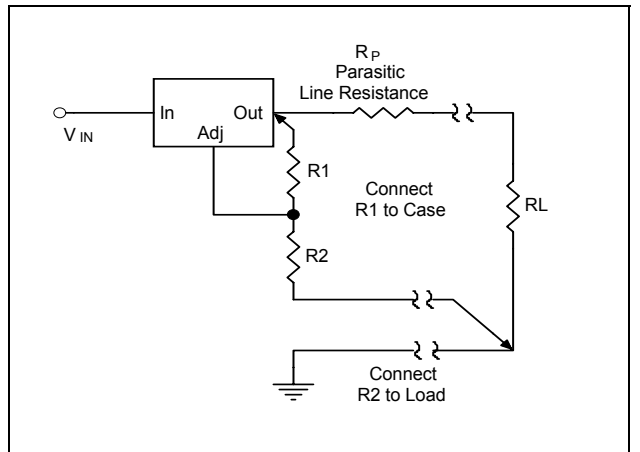 R P
Parasitic
Line Resistance
In
Out
Adj
V IN
R1
Connect
R1 to Case
RL
R2
Connect
R2 to Load